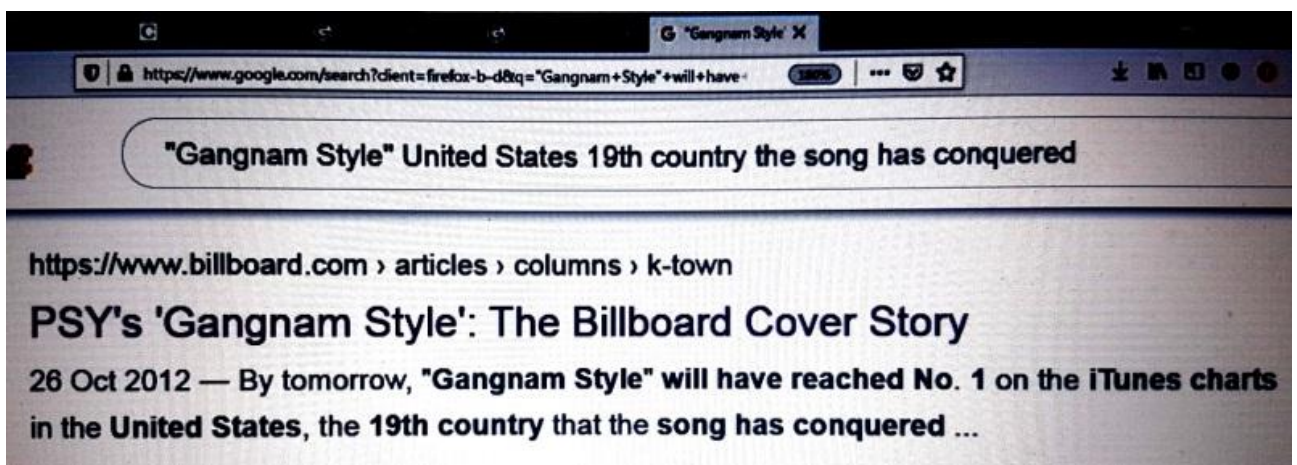 G "Gangnam Style" X
https://www.google.com/search?client=firefox-b-d&q="Gangnam+Style"+will+have+
"Gangnam Style" United States 19th country the song has conquered
https://www.billboard.com › articles › columns › k-town
PSY's 'Gangnam Style': The Billboard Cover Story
26 Oct 2012 — By tomorrow, "Gangnam Style" will have reached No. 1 on the iTunes charts
in the United States, the 19th country that the song has conquered ...